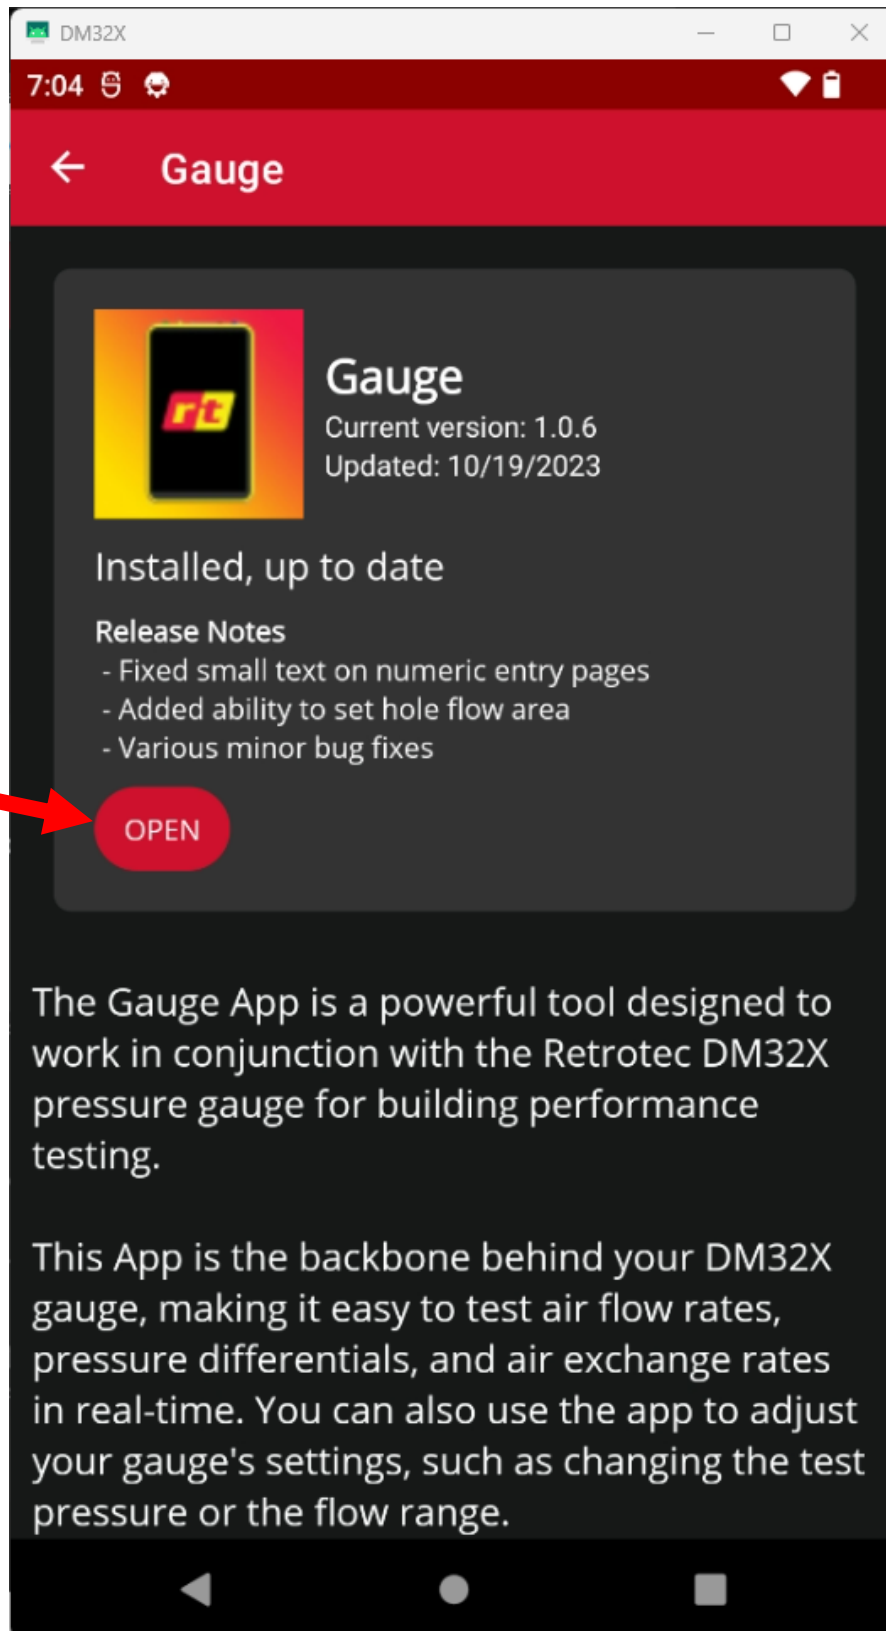 DM32X
7:04
Gauge
rt
Gauge
Current version: 1.0.6
Updated: 10/19/2023
Installed, up to date
Release Notes
- Fixed small text on numeric entry pages
- Added ability to set hole flow area
- Various minor bug fixes
OPEN
The Gauge App is a powerful tool designed to
work in conjunction with the Retrotec DM32X
pressure gauge for building performance
testing.
This App is the backbone behind your DM32X
gauge, making it easy to test air flow rates,
pressure differentials, and air exchange rates
in real-time. You can also use the app to adjust
your gauge's settings, such as changing the test
pressure or the flow range.